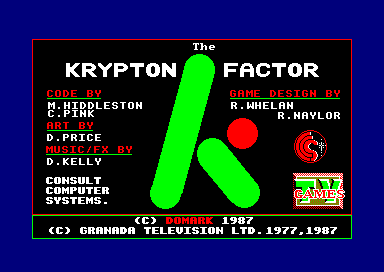 The
KRYPTON FACTOR
CODE BY
M.HIDDLESTON
C.PINK
ART BY
D.PRICE
MUSIC/FX BY
D.KELLY
CONSULT
COMPUTER
SYSTEMS.
GAME DESIGN BY
R.WHELAN
R.NAYLOR
TV
GAMES
(C) DOMARK 1987
(C) GRANADA TELEVISION LTD.1977,1987